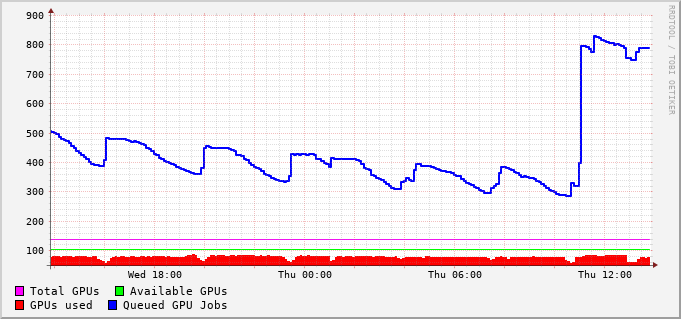 RRDTOOL / TOBI OETIKER
900
800
700
600
500
400
300
200
100
Wed 18:00 Thu 00:00 Thu 06:00 Thu 12:00
Total GPUs Available GPUs
GPUs used Queued GPU Jobs